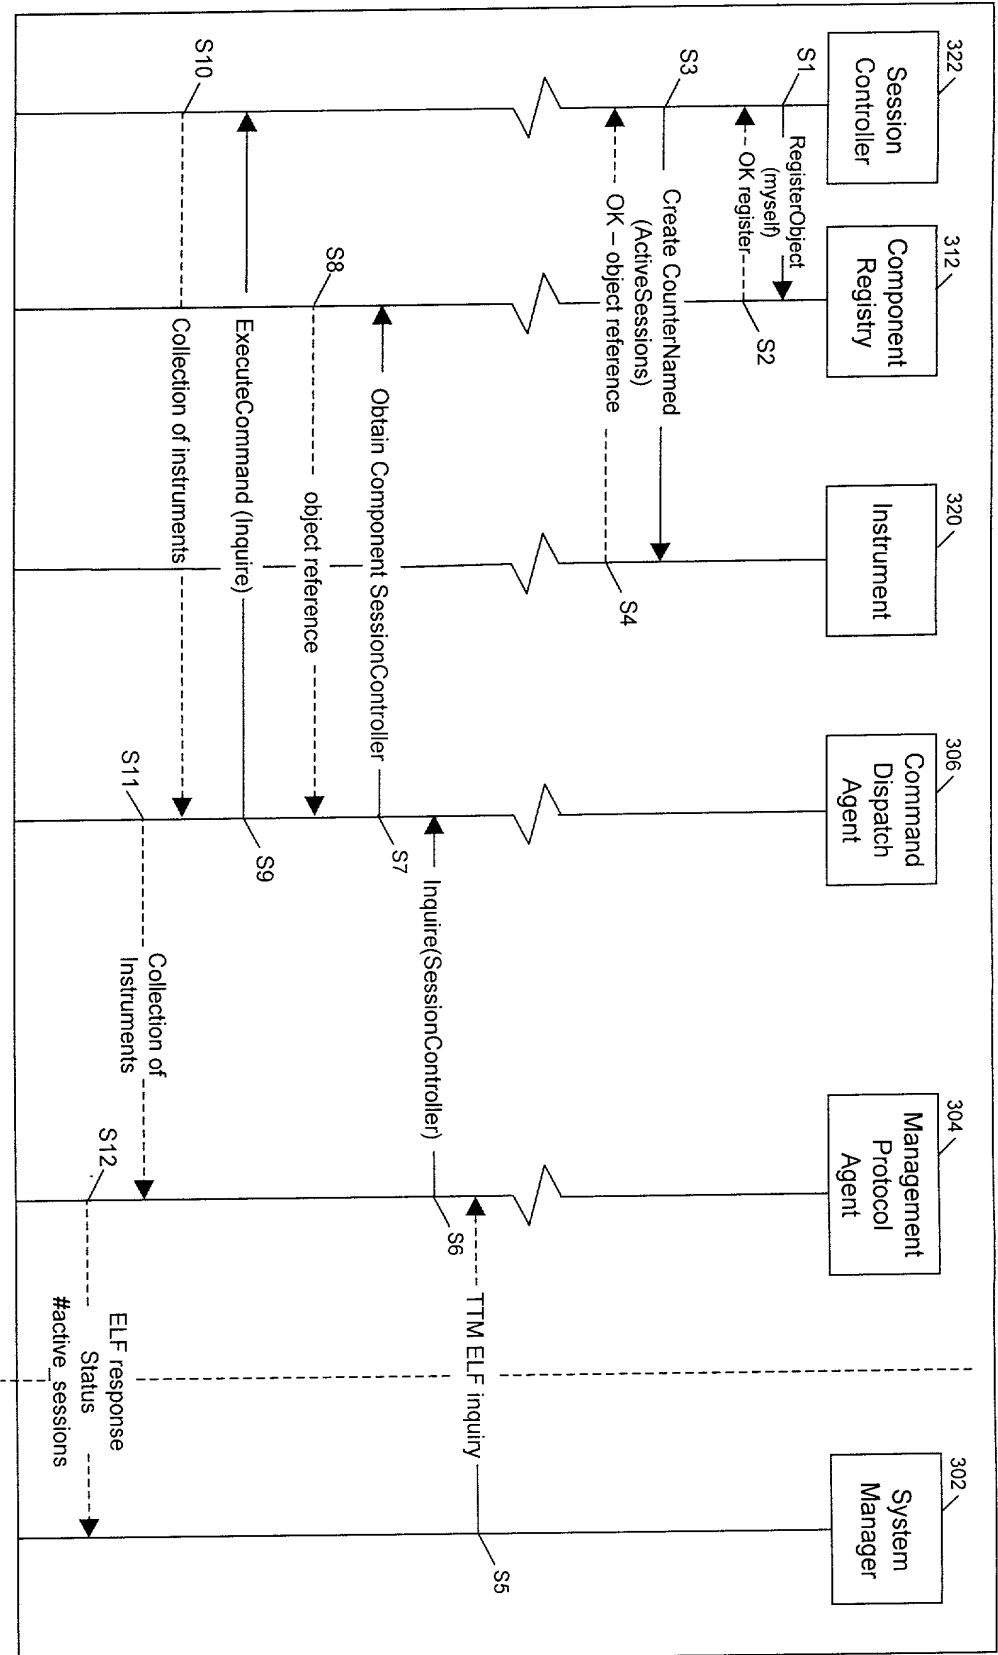 322
Session
Controller
312
Component
Registry
320
Instrument
306
Command
Dispatch
Agent
304
Management
Protocol
Agent
302
System
Manager
S1
RegisterObject
(myself)
OK register
S2
S3
Create CounterNamed
(ActiveSessions)
OK – object reference
S4
TTM ELF inquiry
S5
Inquire(SessionController)
S6
Obtain Component SessionController
S7
S8
object reference
ExecuteCommand (Inquire)
S9
S10
Collection of instruments
S11
Collection of
Instruments
S12
ELF response
Status
#active_sessions